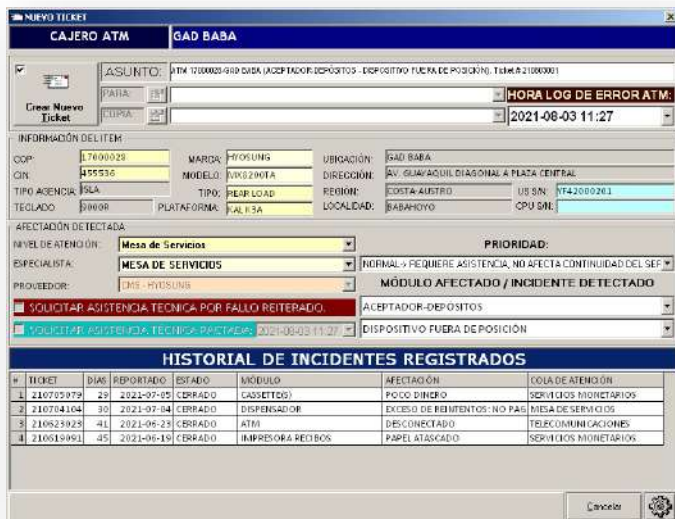 NUEVO TICKET
CAJERO ATM GAD BABA
ASUNTO: ATM 17000028-GAD BABA (ACEPTADOR-DEPÓSITOS - DISPOSITIVO FUERA DE POSICIÓN). Ticket # 210803001
PARA: HORA LOG DE ERROR ATM:
Crear Nuevo Ticket COPIA: 2021-08-03 11:27
INFORMACIÓN DEL ITEM
COP: 17000028 MARCA: HYOSUNG UBICACIÓN: GAD BABA
CIN: 455536 MODELO: MX8200TA DIRECCIÓN: AV. GUAYAQUIL DIAGONAL A PLAZA CENTRAL
TIPO AGENCIA: ISLA TIPO: REAR LOAD REGIÓN: COSTA-AUSTRO US S/N: YF42000201
TECLADO PLATAFORMA: KAL K3A LOCALIDAD: BABAHOYO CPU S/N:
AFECTACIÓN DETECTADA
NIVEL DE ATENCIÓN: Mesa de Servicios PRIORIDAD:
ESPECIALISTA: MESA DE SERVICIOS NORMAL-> REQUIERE ASISTENCIA, NO AFECTA CONTINUIDAD DEL SER
PROVEEDOR: CMS - HYOSUNG MÓDULO AFECTADO / INCIDENTE DETECTADO
SOLICITAR ASISTENCIA TECNICA POR FALLO REITERADO. ACEPTADOR-DEPÓSITOS
SOLICITAR ASISTENCIA TECNICA PACTADA: 2021-08-03 11:27 DISPOSITIVO FUERA DE POSICIÓN
HISTORIAL DE INCIDENTES REGISTRADOS
# TICKET DIAS REPORTADO ESTADO MÓDULO AFECTACIÓN COLA DE ATENCIÓN
1 210705079 29 2021-07-05 CERRADO CASSETTE(S) POCO DINERO SERVICIOS MONETARIOS
2 210704104 30 2021-07-04 CERRADO DISPENSADOR EXCESO DE REINTENTOS: NO PAG MESA DE SERVICIOS
3 210623023 41 2021-06-23 CERRADO ATM DESCONECTADO TELECOMUNICACIONES
4 210619091 45 2021-06-19 CERRADO IMPRESORA RECIBOS PAPEL ATASCADO SERVICIOS MONETARIOS
Cancelar